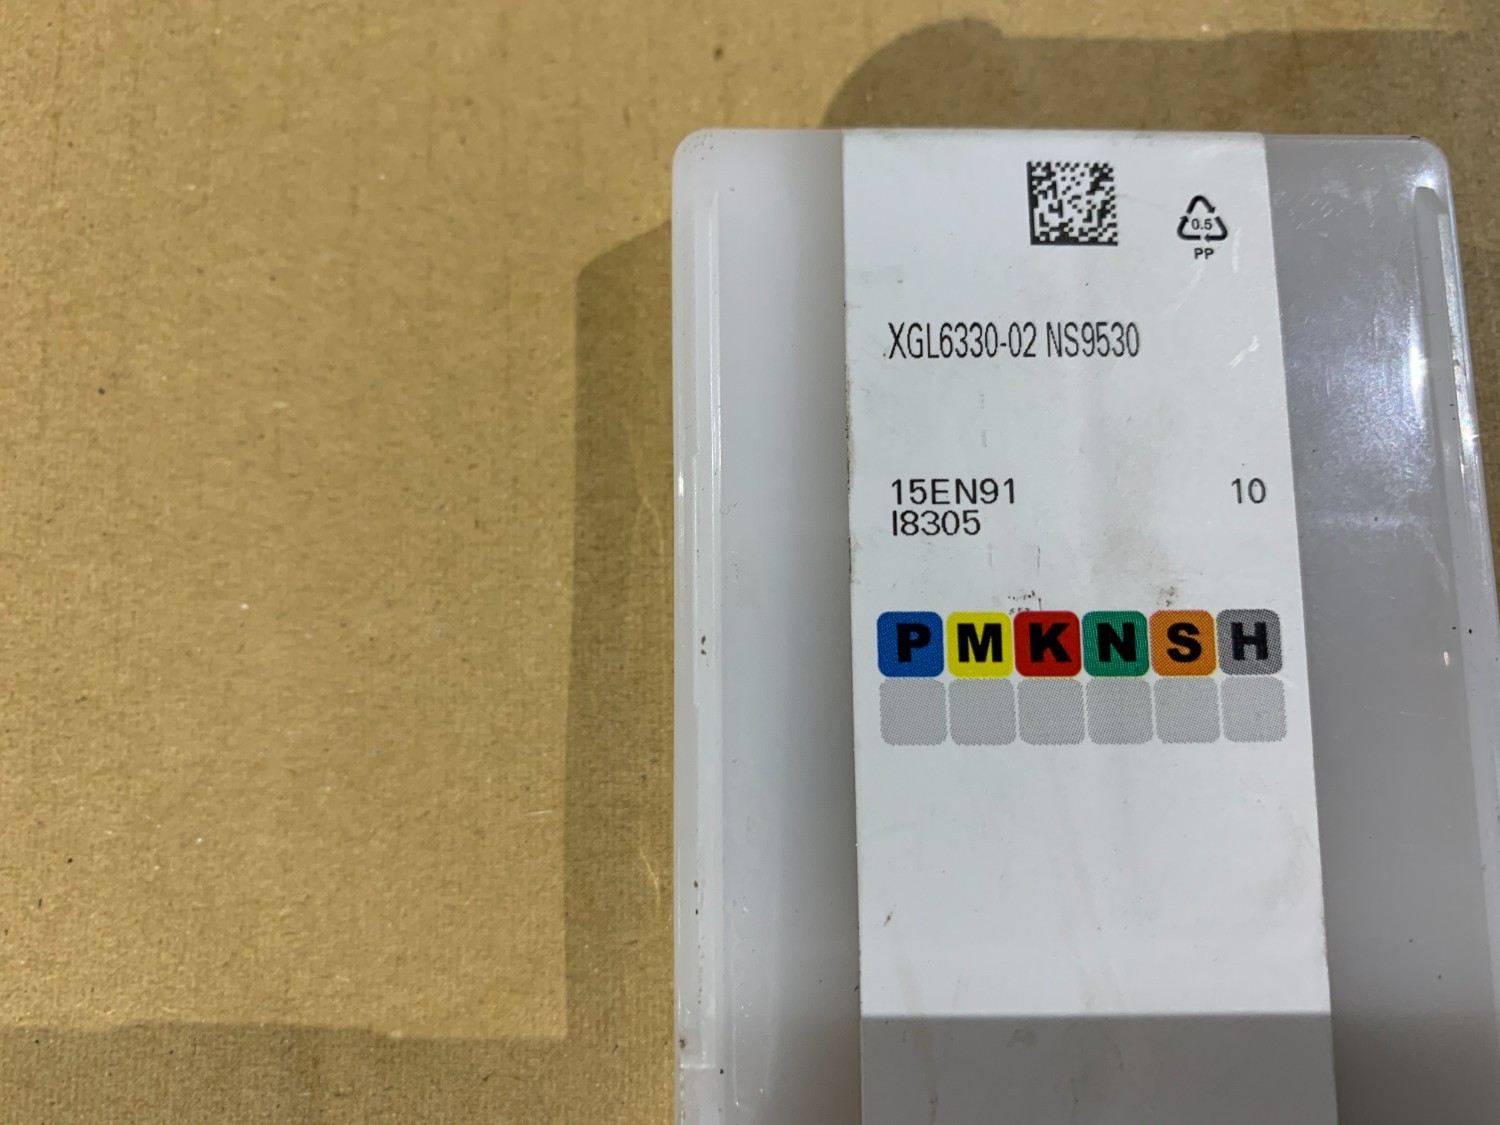 0.5
PP
XGL6330-02 NS9530
15EN91 10
I8305
P M K N S H